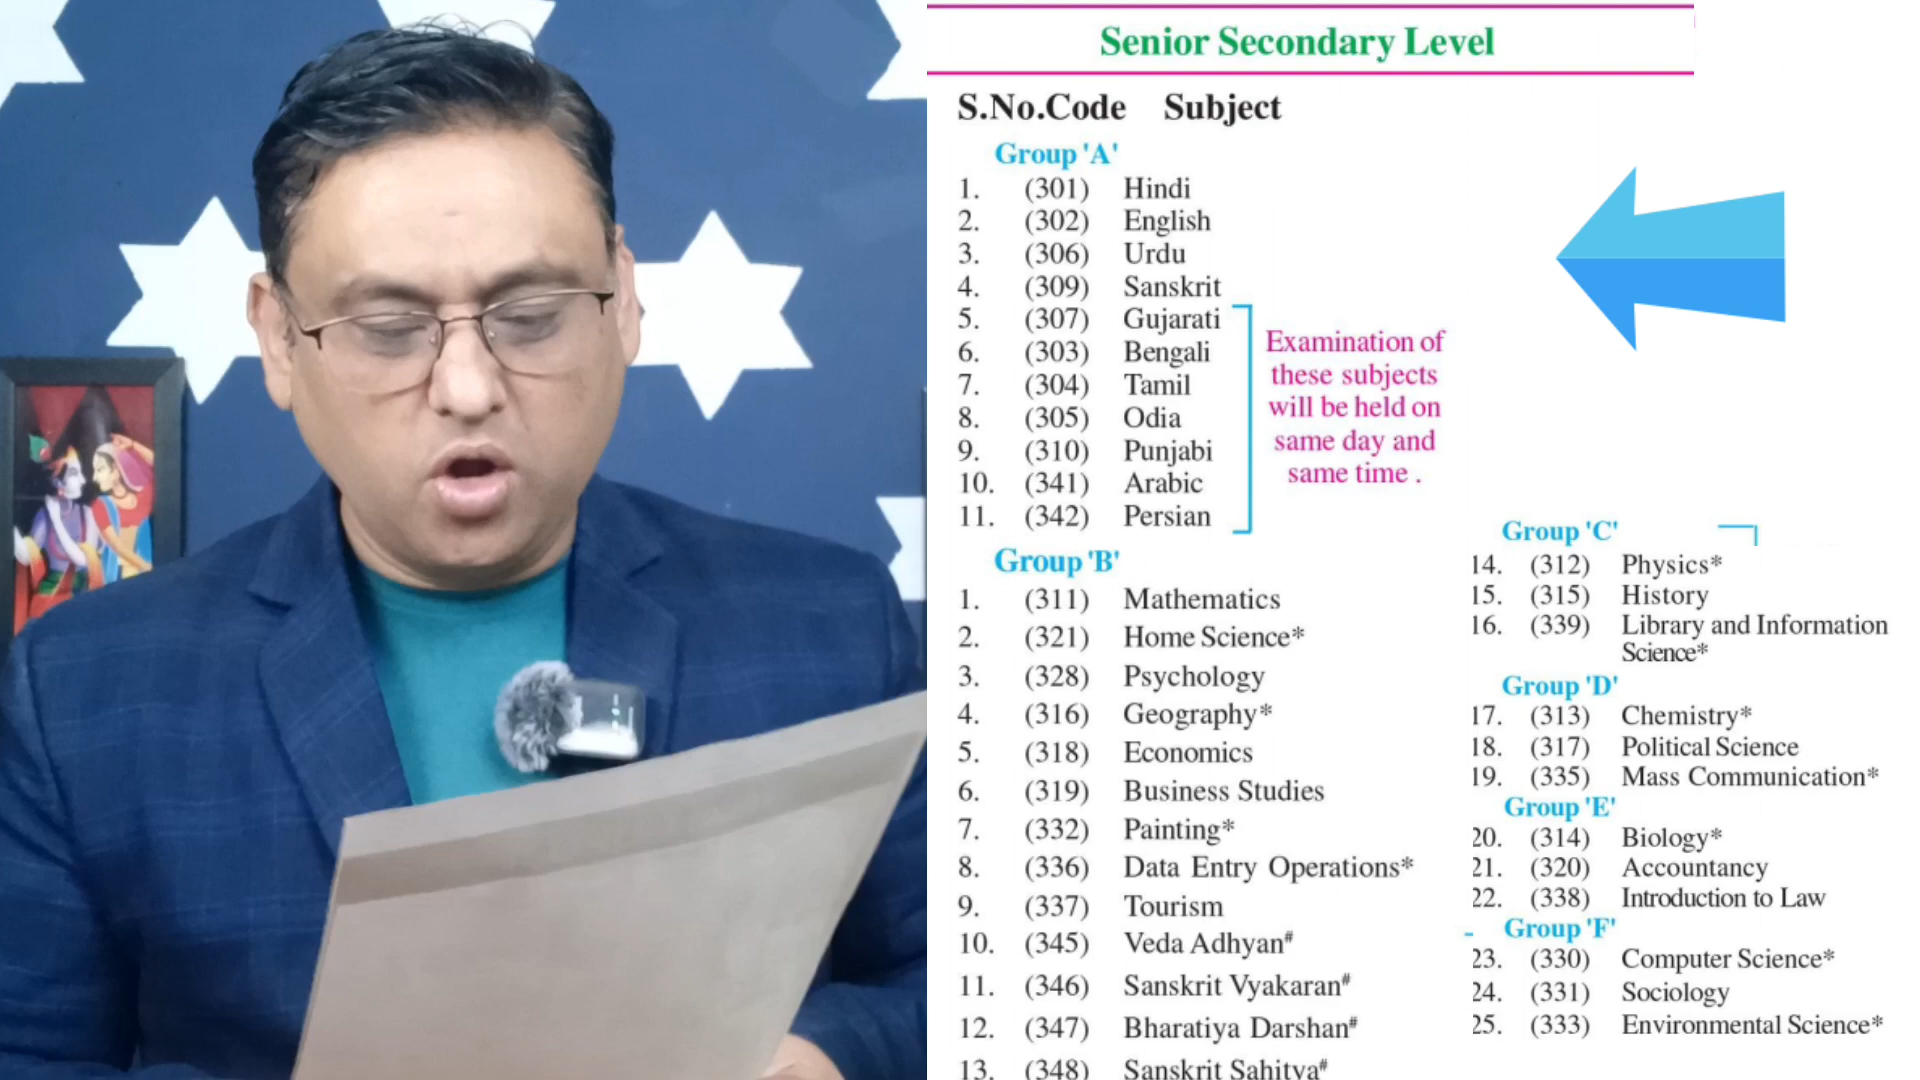 Senior Secondary Level
S.No.Code Subject
Group 'A'
1. (301) Hindi
2. (302) English
3. (306) Urdu
4. (309) Sanskrit
5. (307) Gujarati
6. (303) Bengali
7. (304) Tamil
8. (305) Odia
9. (310) Punjabi
10. (341) Arabic
11. (342) Persian
Examination of
these subjects
will be held on
same day and
same time .
Group 'B'
1. (311) Mathematics
2. (321) Home Science*
3. (328) Psychology
4. (316) Geography*
5. (318) Economics
6. (319) Business Studies
7. (332) Painting*
8. (336) Data Entry Operations*
9. (337) Tourism
10. (345) Veda Adhyan#
11. (346) Sanskrit Vyakaran#
12. (347) Bharatiya Darshan#
13. (348) Sanskrit Sahitya#
Group 'C'
14. (312) Physics*
15. (315) History
16. (339) Library and Information
Science*
Group 'D'
17. (313) Chemistry*
18. (317) Political Science
19. (335) Mass Communication*
Group 'E'
20. (314) Biology*
21. (320) Accountancy
22. (338) Introduction to Law
Group 'F'
23. (330) Computer Science*
24. (331) Sociology
25. (333) Environmental Science*